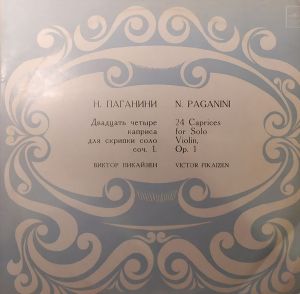 Н. ПАГАНИНИ
Двадцать четыре
каприса
для скрипки соло
соч. 1.
ВИКТОР ПИКАЙЗЕН
N. PAGANINI
24 Caprices
for Solo
Violin,
Op. 1
VICTOR PIKAIZEN